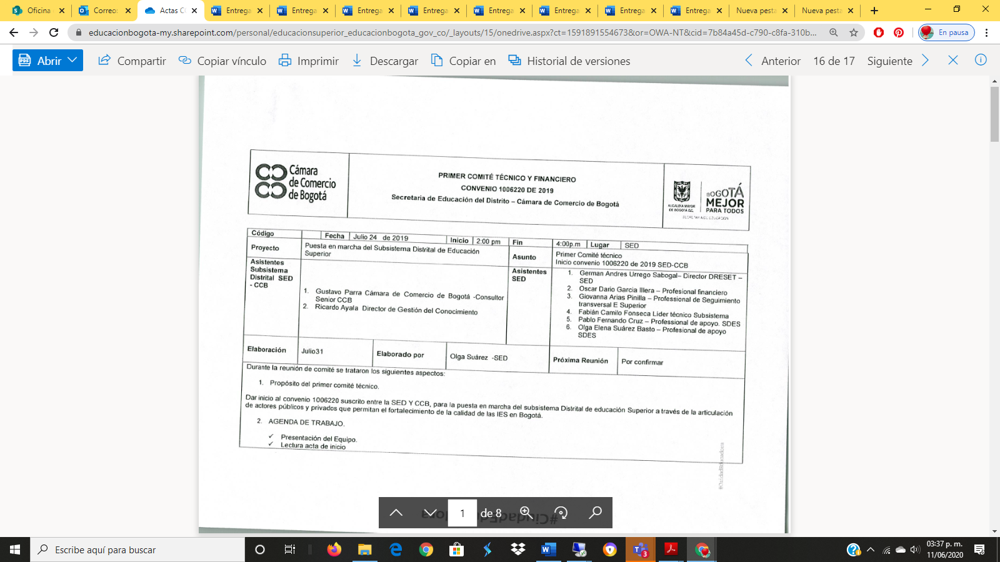 Oficina
Correo:
Actas C
Entrega
Entrega
Entrega
Entrega
Entrega
Entrega
Entrega
Entrega
Nueva pesta
Nueva pesta
educacionbogota-my.sharepoint.com/personal/educacionsuperior_educacionbogota_gov_co/_layouts/15/onedrive.aspx?ct=1591891554673&or=OWA-NT&cid=7b84a45d-c790-c8fa-310b...
En pausa
Abrir
Compartir
Copiar vínculo
Imprimir
Descargar
Copiar en
Historial de versiones
Anterior
16 de 17
Siguiente
Cámara
de Comercio
de Bogotá
PRIMER COMITÉ TÉCNICO Y FINANCIERO
CONVENIO 1006220 DE 2019
Secretaria de Educación del Distrito – Cámara de Comercio de Bogotá
ALCALDÍA MAYOR
DE BOGOTÁ D.C.
SECRETARÍA DE EDUCACIÓN
BOGOTÁ
MEJOR
PARA TODOS
Código
Fecha
Julio 24 de 2019
Inicio
2:00 pm
Fin
4:00p.m
Lugar
SED
Proyecto
Puesta en marcha del Subsistema Distrital de Educación
Superior
Asunto
Primer Comité técnico
Inicio convenio 1006220 de 2019 SED-CCB
Asistentes
Subsistema
Distrital SED
- CCB
1. Gustavo Parra Cámara de Comercio de Bogotá -Consultor
Senior CCB
2. Ricardo Ayala Director de Gestión del Conocimiento
Asistentes
SED
1. German Andres Urrego Sabogal– Director DRESET –
SED
2. Oscar Dario Garcia Illera – Profesional financiero
3. Giovanna Arias Pinilla – Professional de Seguimiento
transversal E Superior
4. Fabián Camilo Fonseca Lider técnico Subsistema
5. Pablo Fernando Cruz – Professional de apoyo. SDES
6. Olga Elena Suárez Basto – Profesional de apoyo
SDES
Elaboración
Julio31
Elaborado por
Olga Suárez -SED
Próxima Reunión
Por confirmar
Durante la reunión de comité se trataron los siguientes aspectos:
1. Propósito del primer comité técnico.
Dar inicio al convenio 1006220 suscrito entre la SED Y CCB, para la puesta en marcha del subsistema Distrital de educación Superior a través de la articulación
de actores públicos y privados que permitan el fortalecimiento de la calidad de las IES en Bogotá.
2. AGENDA DE TRABAJO.
✓ Presentación del Equipo.
✓ Lectura acta de inicio
#CiudadEducadora
1 de 8
Escribe aquí para buscar
3
03:37 p. m.
11/06/2020